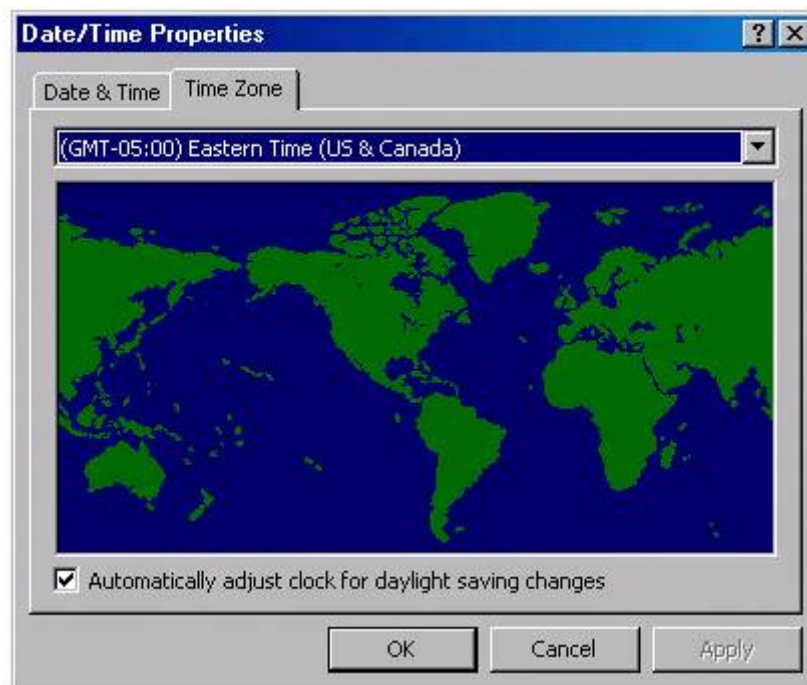 Date/Time Properties
Date & Time
Time Zone
(GMT-05:00) Eastern Time (US & Canada)
Automatically adjust clock for daylight saving changes
OK
Cancel
Apply